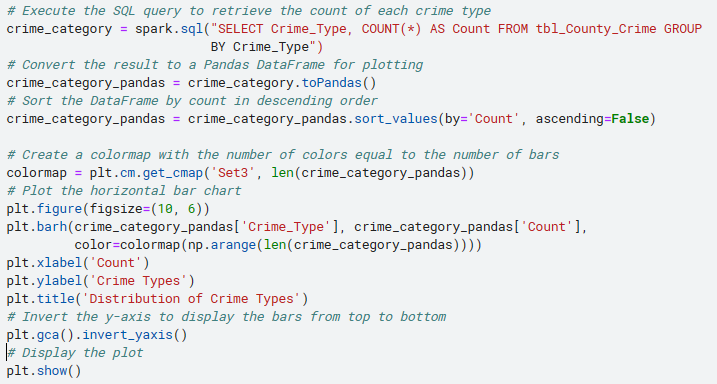 # Execute the SQL query to retrieve the count of each crime type
crime_category = spark.sql("SELECT Crime_Type, COUNT(*) AS Count FROM tbl_County_Crime GROUP
                           BY Crime_Type")
# Convert the result to a Pandas DataFrame for plotting
crime_category_pandas = crime_category.toPandas()
# Sort the DataFrame by count in descending order
crime_category_pandas = crime_category_pandas.sort_values(by='Count', ascending=False)

# Create a colormap with the number of colors equal to the number of bars
colormap = plt.cm.get_cmap('Set3', len(crime_category_pandas))
# Plot the horizontal bar chart
plt.figure(figsize=(10, 6))
plt.barh(crime_category_pandas['Crime_Type'], crime_category_pandas['Count'],
         color=colormap(np.arange(len(crime_category_pandas))))
plt.xlabel('Count')
plt.ylabel('Crime Types')
plt.title('Distribution of Crime Types')
# Invert the y-axis to display the bars from top to bottom
plt.gca().invert_yaxis()
# Display the plot
plt.show()